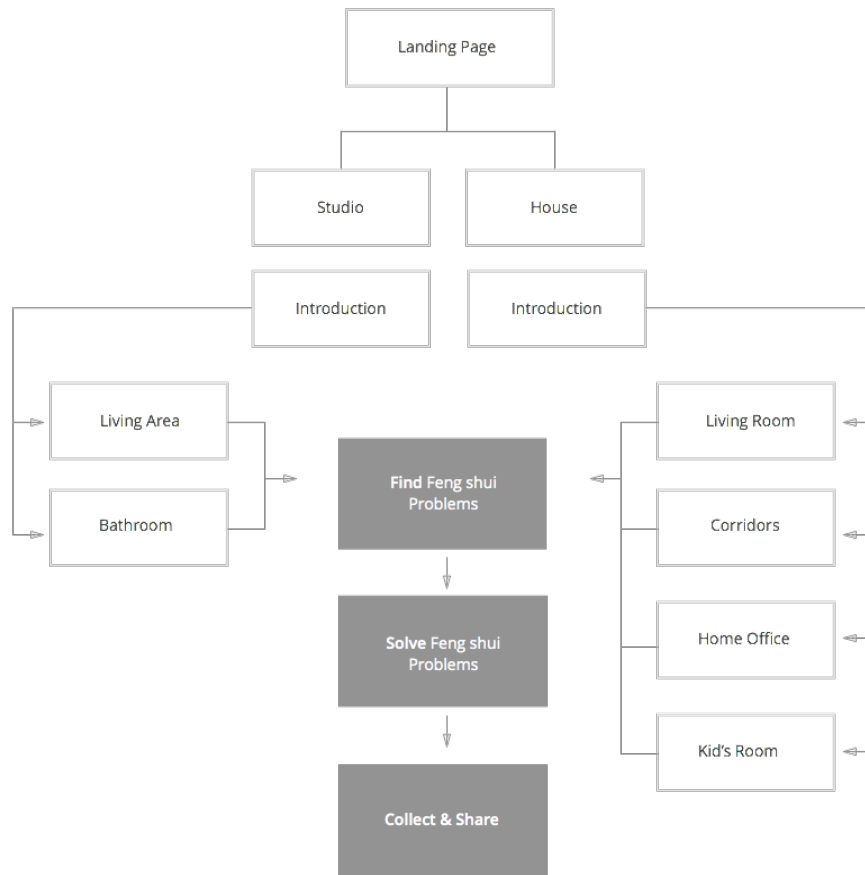 Landing Page
Studio
House
Introduction
Introduction
Living Area
Bathroom
Find Feng shui
Problems
Solve Feng shui
Problems
Collect & Share
Living Room
Corridors
Home Office
Kid's Room